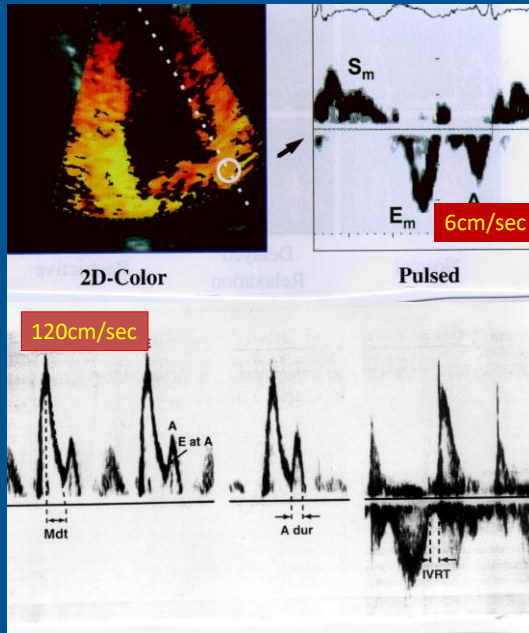 Sm
Em
6cm/sec
2D-Color
Pulsed
120cm/sec
A
E at A
Mdt
A dur
IVRT